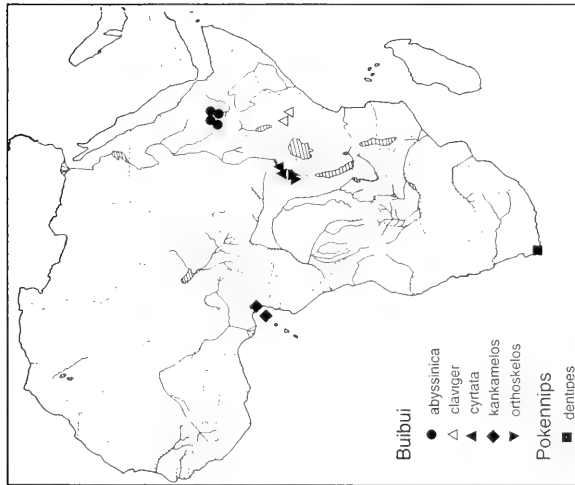 Buibui
abyssinica
claviger
cyrtata
kankamelos
orthoskelos
Pokennips
dentipes